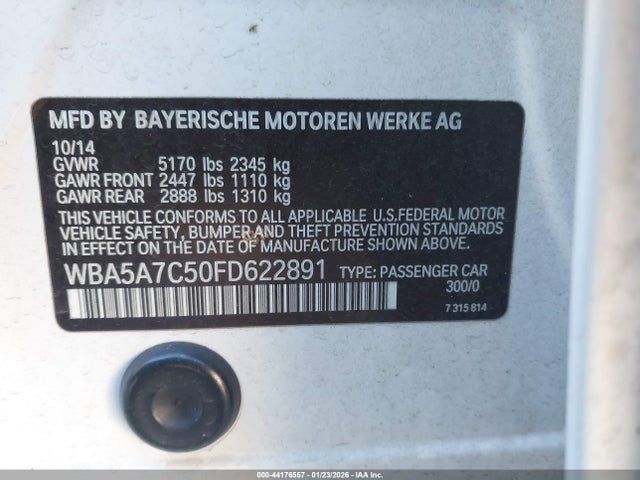 MFD BY BAYERISCHE MOTOREN WERKE AG
10/14
GVWR 5170 lbs 2345 kg
GAWR FRONT 2447 lbs 1110 kg
GAWR REAR 2888 lbs 1310 kg
THIS VEHICLE CONFORMS TO ALL APPLICABLE U.S.FEDERAL MOTOR
VEHICLE SAFETY, BUMPER AND THEFT PREVENTION STANDARDS
IN EFFECT ON THE DATE OF MANUFACTURE SHOWN ABOVE.
WBA5A7C50FD622891 TYPE: PASSENGER CAR
300/0
7 315 814
000-44176557 - 01/23/2026 - IAAI.COM